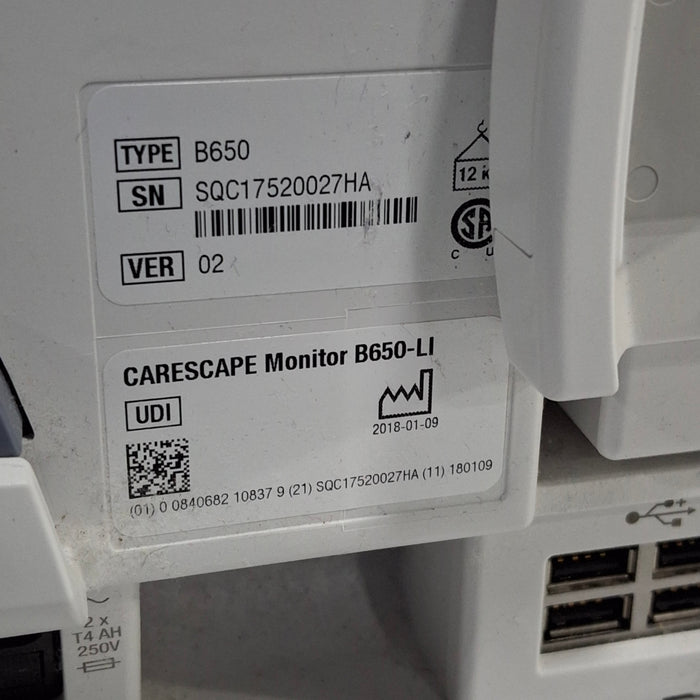 TYPE B650
SN SQC17520027HA
12 k
SA
C U
VER 02
CARESCAPE Monitor B650-LI
UDI
2018-01-09
(01) 0 0840682 10837 9 (21) SQC17520027HA (11) 180109
2 x
T4 AH
250V